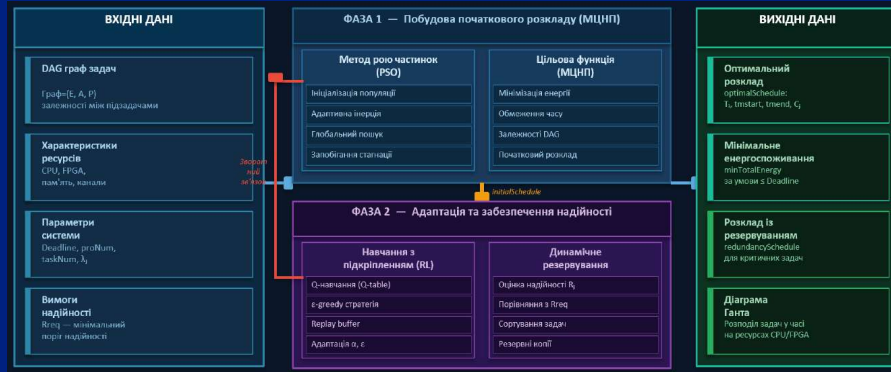 ВХІДНІ ДАНІ
DAG граф задач
Граф={E, A, P}
залежності між підзадачами
Характеристики
ресурсів
CPU, FPGA,
пам'ять, канали
Параметри
системи
Deadline, proNum,
taskNum, λⱼ
Вимоги
надійності
Rreq — мінімальний
поріг надійності
Зворот
ний
зв'язок
ФАЗА 1 — Побудова початкового розкладу (МЦНП)
Метод рою частинок
(PSO)
Ініціалізація популяції
Адаптивна інерція
Глобальний пошук
Запобігання стагнації
Цільова функція
(МЦНП)
Мінімізація енергії
Обмеження часу
Залежності DAG
Початковий розклад
initialSchedule
ФАЗА 2 — Адаптація та забезпечення надійності
Навчання з
підкріпленням (RL)
Q-навчання (Q-table)
ε-greedy стратегія
Replay buffer
Адаптація α, ε
Динамічне
резервування
Оцінка надійності Rⱼ
Порівняння з Rreq
Сортування задач
Резервні копії
ВИХІДНІ ДАНІ
Оптимальний
розклад
optimalSchedule:
Tᵢ, tmstart, tmend, Cⱼ
Мінімальне
енергоспоживання
minTotalEnergy
за умови ≤ Deadline
Розклад із
резервуванням
redundancySchedule
для критичних задач
Діаграма
Ганта
Розподіл задач у часі
на ресурсах CPU/FPGA